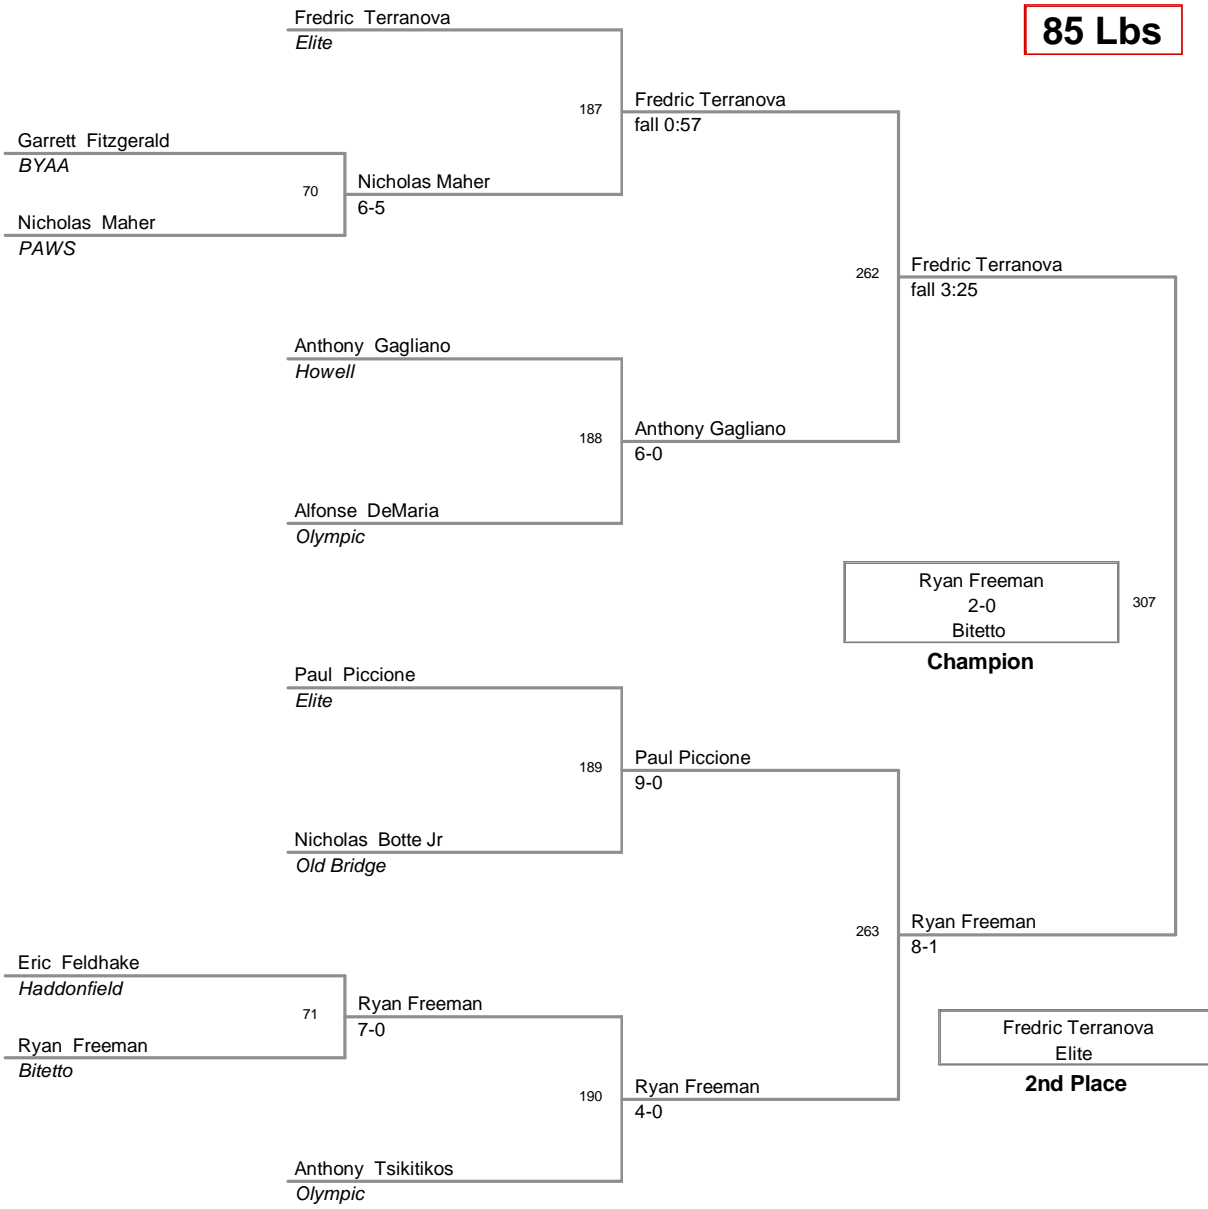 Fredric Terranova
Elite
85 Lbs
187
Fredric Terranova
fall 0:57
Garrett Fitzgerald
BYAA
70
Nicholas Maher
6-5
Nicholas Maher
PAWS
262
Fredric Terranova
fall 3:25
Anthony Gagliano
Howell
188
Anthony Gagliano
6-0
Alfonse DeMaria
Olympic
Ryan Freeman
2-0
Bitetto
307
Champion
Paul Piccione
Elite
189
Paul Piccione
9-0
Nicholas Botte Jr
Old Bridge
263
Ryan Freeman
8-1
Eric Feldhake
Haddonfield
71
Ryan Freeman
7-0
Ryan Freeman
Bitetto
Fredric Terranova
Elite
2nd Place
190
Ryan Freeman
4-0
Anthony Tsikitikos
Olympic